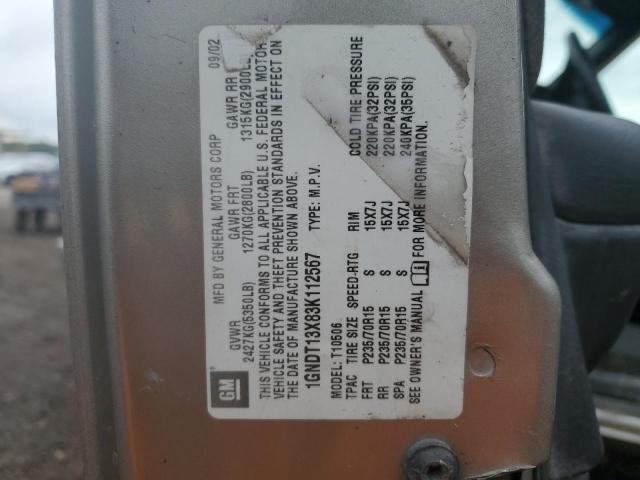 MFD BY GENERAL MOTORS CORP 09/02
GVWR GAWR FRT GAWR RR
2427KG(5350LB) 1270KG(2800LB) 1315KG(2900LB)
THIS VEHICLE CONFORMS TO ALL APPLICABLE U.S. FEDERAL MOTOR
VEHICLE SAFETY AND THEFT PREVENTION STANDARDS IN EFFECT ON
THE DATE OF MANUFACTURE SHOWN ABOVE.
1GNDT13X83K112567 TYPE: M.P.V.
MODEL: T10506
TPAC TIRE SIZE SPEED-RTG RIM COLD TIRE PRESSURE
FRT P235/70R15 S 15X7J 220KPA(32PSI)
RR P235/70R15 S 15X7J 220KPA(32PSI)
SPA P235/70R15 S 15X7J 240KPA(35PSI)
SEE OWNER'S MANUAL FOR MORE INFORMATION.
GM